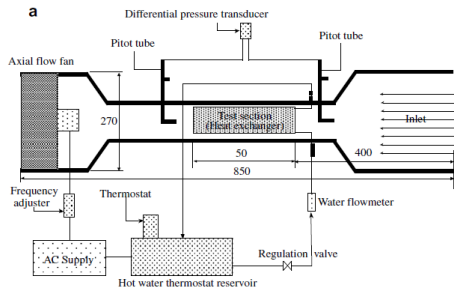 a
Differential pressure transducer
Pitot tube
Pitot tube
Axial flow fan
270
Test section
(Heat exchanger)
Inlet
50
400
850
Frequency
adjuster
Thermostat
Water flowmeter
AC Supply
Regulation valve
Hot water thermostat reservoir